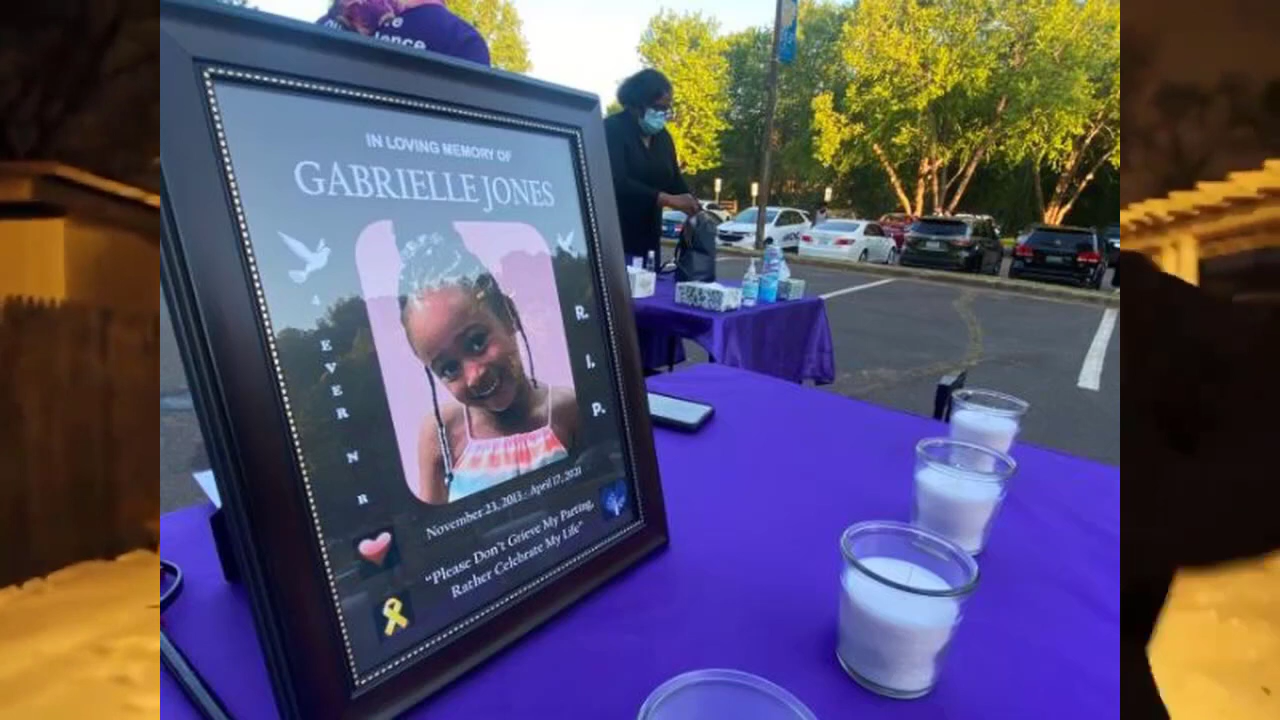 IN LOVING MEMORY OF
GABRIELLE JONES
4
EVER
N
R
R.
I.
P.
November 23, 2013 - April 17, 2021
"Please Don't Grieve My Parting,
Rather Celebrate My Life"